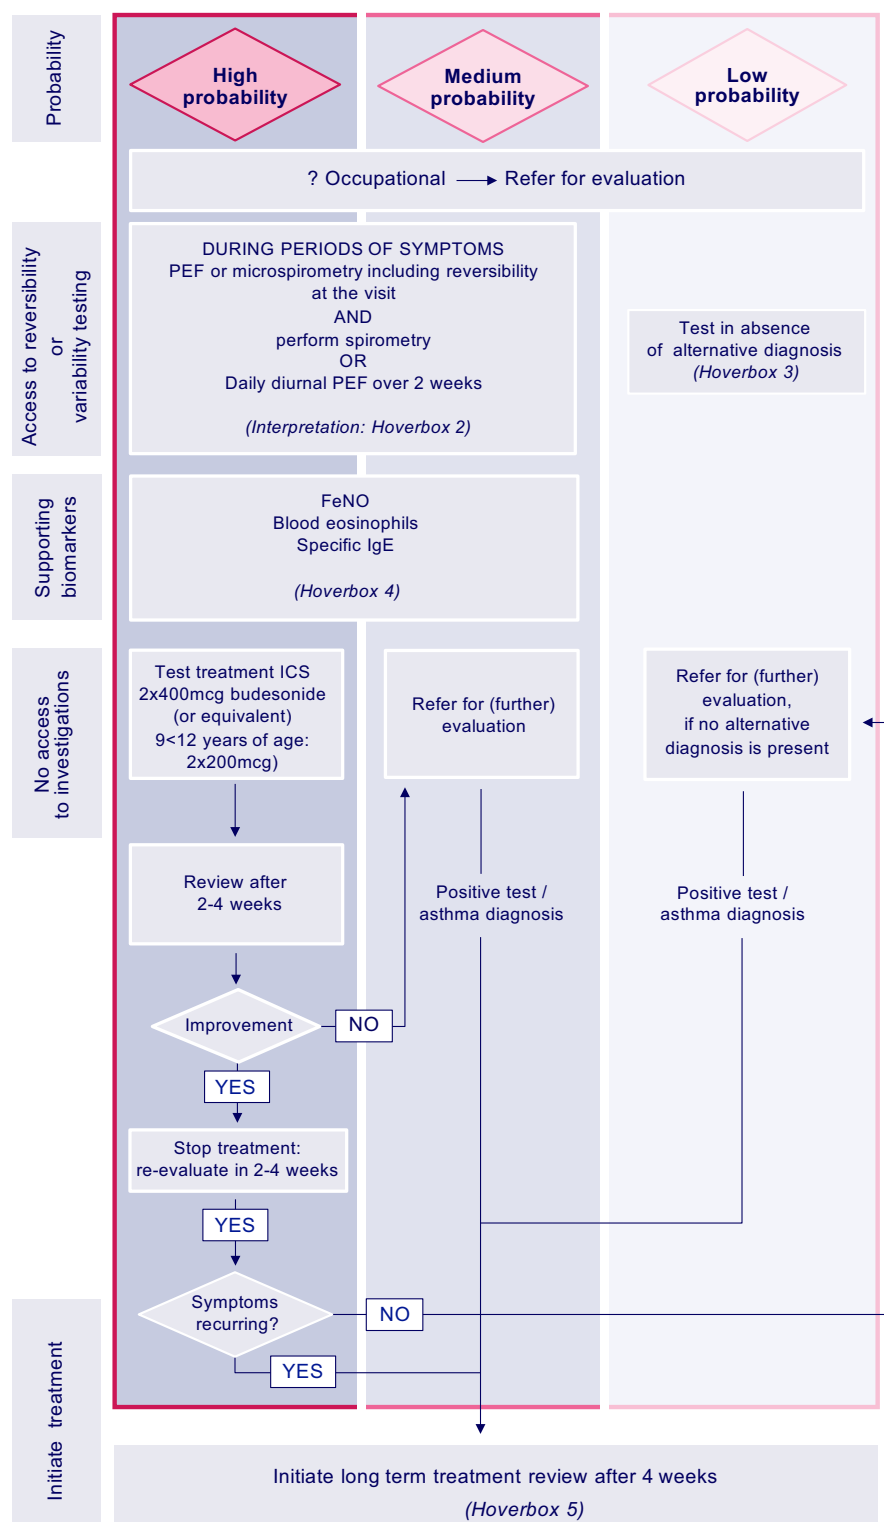 Probability
High
probability
Medium
probability
Low
probability
? Occupational
Refer for evaluation
Access to reversibility
or
variability testing
DURING PERIODS OF SYMPTOMS
PEF or microspirometry including reversibility
at the visit
AND
perform spirometry
OR
Daily diurnal PEF over 2 weeks
(Interpretation: Hoverbox 2)
Test in absence
of alternative diagnosis
(Hoverbox 3)
Supporting
biomarkers
FeNO
Blood eosinophils
Specific IgE
(Hoverbox 4)
No access
to investigations
Test treatment ICS
2x400mcg budesonide
(or equivalent)
9<12 years of age:
2x200mcg)
Refer for (further)
evaluation
Refer for (further)
evaluation,
if no alternative
diagnosis is present
Review after
2-4 weeks
Positive test /
asthma diagnosis
Positive test /
asthma diagnosis
Improvement
NO
YES
Stop treatment:
re-evaluate in 2-4 weeks
YES
Symptoms
recurring?
NO
YES
Initiate treatment
Initiate long term treatment review after 4 weeks
(Hoverbox 5)